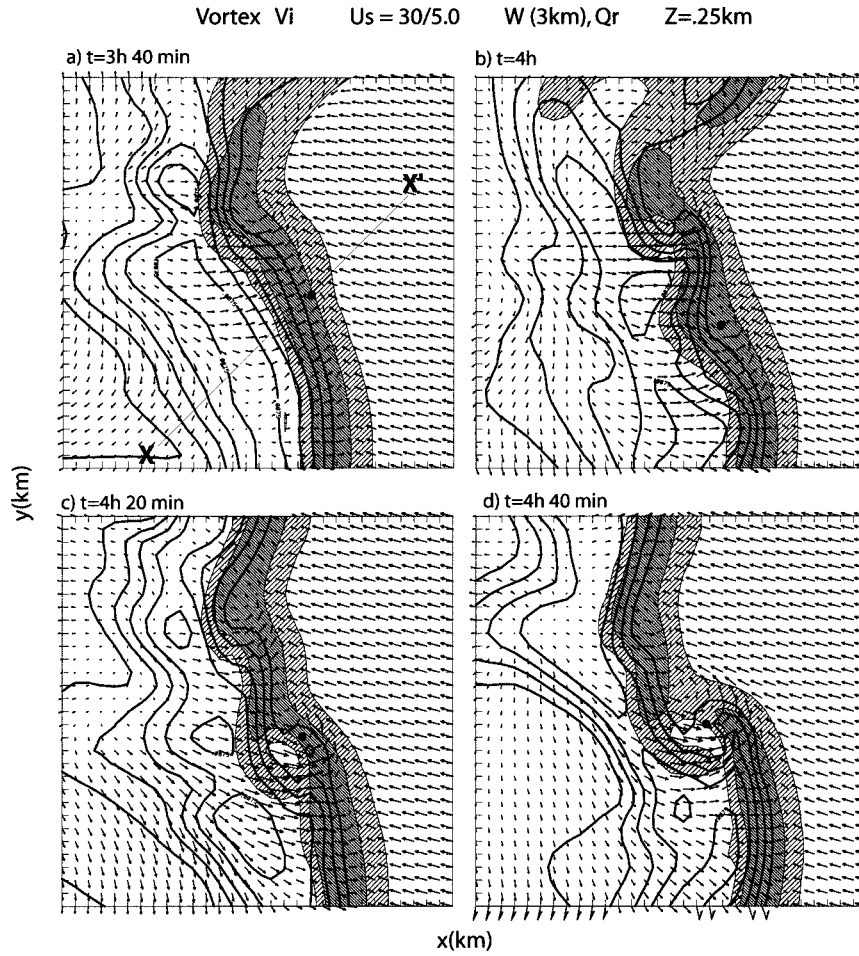 Vortex Vi Us = 30/5.0 W (3km), Qr Z=.25km
a) t=3h 40 min
b) t=4h
X'
X
y(km)
c) t=4h 20 min
d) t=4h 40 min
x(km)